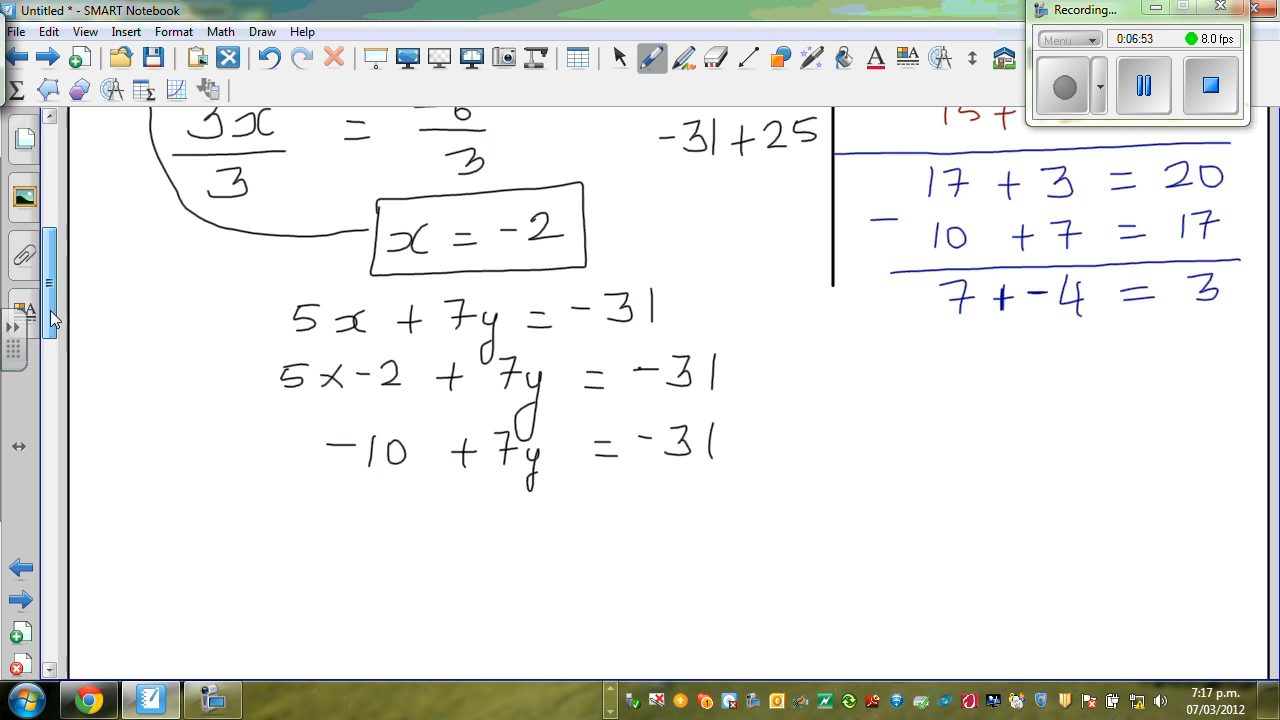 Untitled * - SMART Notebook
Recording...
File Edit View Insert Format Math Draw Help
Menu 0:06:53 8.0 fps
3x/3 = -6/3
-31+25
x = -2
5x + 7y = -31
5x-2 + 7y = -31
-10 + 7y = -31
15+
17 + 3 = 20
- 10 + 7 = 17
7 + -4 = 3
7:17 p.m.
07/03/2012